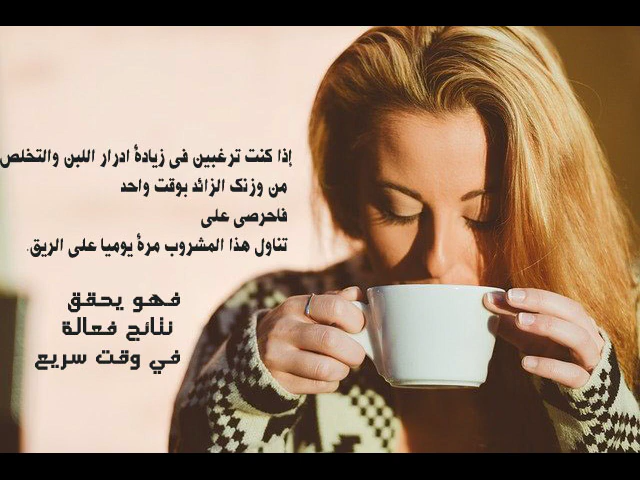 إذا كنت ترغبين فى زيادة ادرار اللبن والتخلص
من وزنك الزائد بوقت واحد
فاحرصى على
تناول هذا المشروب مرة يوميا على الريق.
فهو يحقق
نتائج فعالة
في وقت سريع